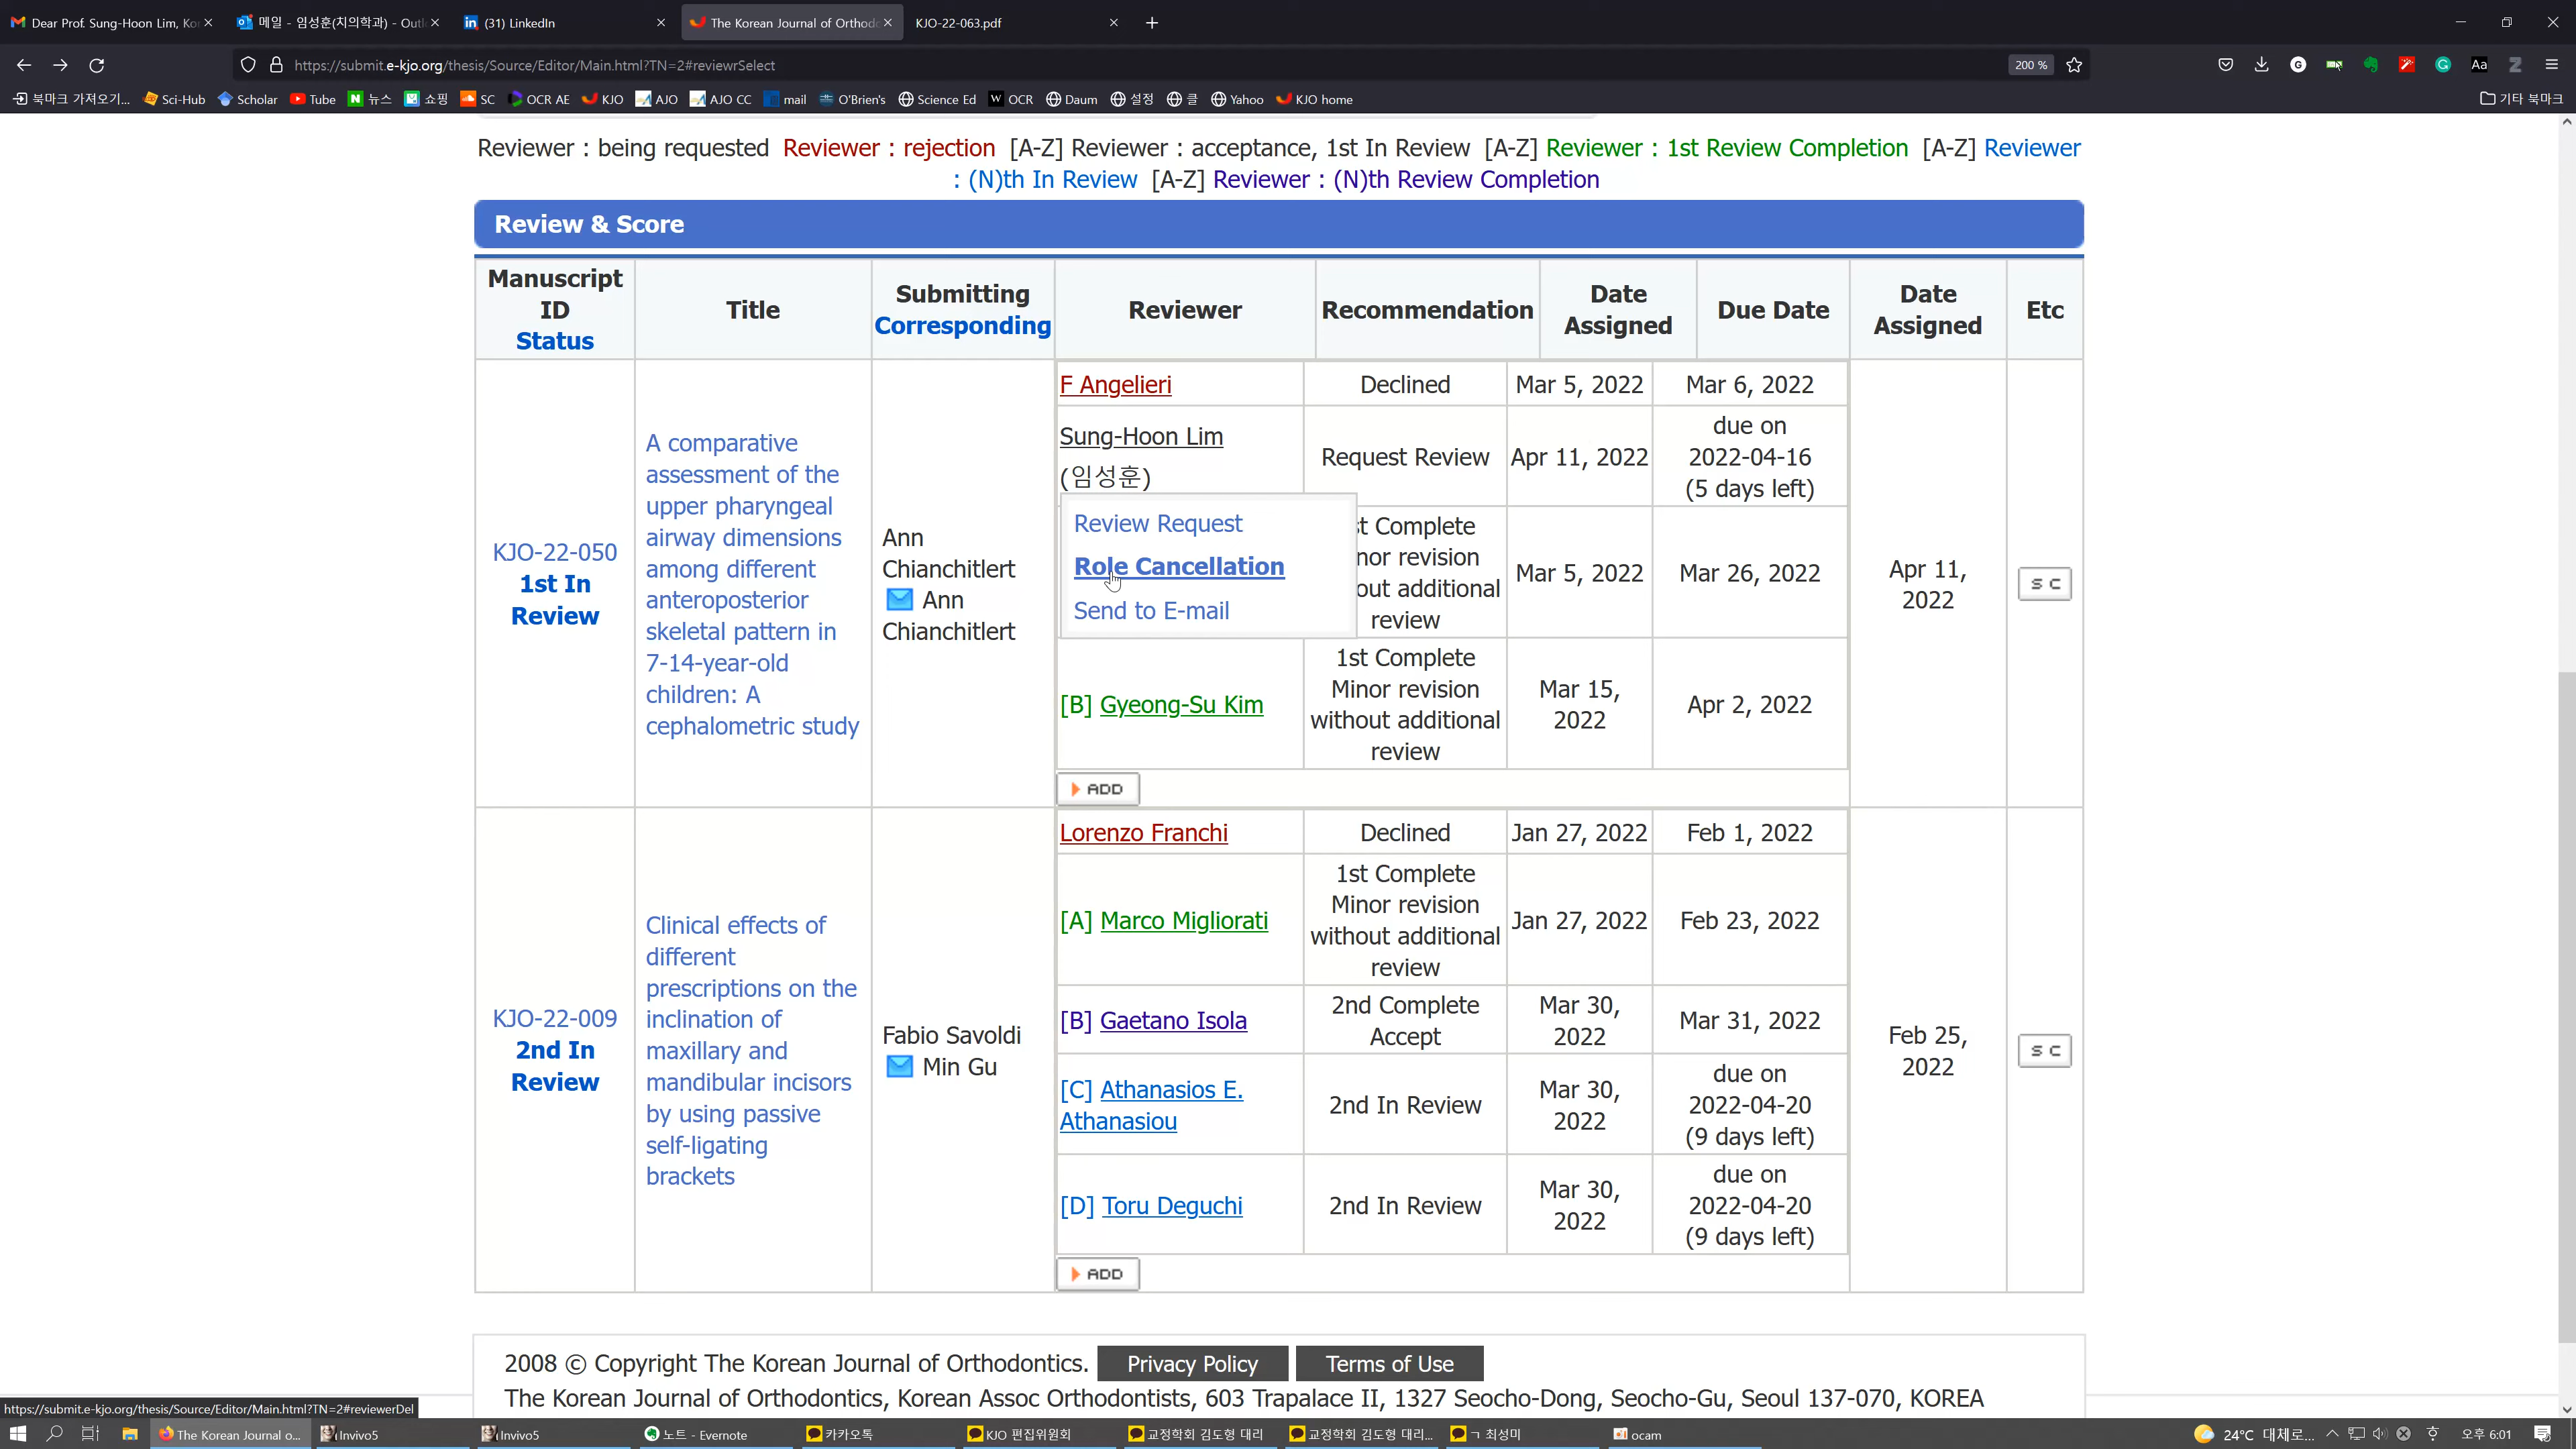 Dear Prof. Sung-Hoon Lim, Ko
메일 - 임성훈(치의학과) - Outl
(31) LinkedIn
The Korean Journal of Orthodo
KJO-22-063.pdf
https://submit.e-kjo.org/thesis/Source/Editor/Main.html?TN=2#reviewrSelect
200 %
북마크 가져오기...
Sci-Hub
Scholar
Tube
뉴스
쇼핑
SC
OCR AE
KJO
AJO
AJO CC
mail
O'Brien's
Science Ed
OCR
Daum
설정
클
Yahoo
KJO home
기타 북마크
Reviewer : being requested Reviewer : rejection [A-Z] Reviewer : acceptance, 1st In Review [A-Z] Reviewer : 1st Review Completion [A-Z] Reviewer
: (N)th In Review [A-Z] Reviewer : (N)th Review Completion
Review & Score
Manuscript
ID
Status
Title
Submitting
Corresponding
Reviewer
Recommendation
Date
Assigned
Due Date
Date
Assigned
Etc
KJO-22-050
1st In
Review
A comparative
assessment of the
upper pharyngeal
airway dimensions
among different
anteroposterior
skeletal pattern in
7-14-year-old
children: A
cephalometric study
Ann
Chianchitlert
Ann
Chianchitlert
F Angelieri
Declined
Mar 5, 2022
Mar 6, 2022
Sung-Hoon Lim
(임성훈)
Request Review
Apr 11, 2022
due on
2022-04-16
(5 days left)
Review Request
Role Cancellation
Send to E-mail
st Complete
nor revision
out additional
review
Mar 5, 2022
Mar 26, 2022
[B] Gyeong-Su Kim
1st Complete
Minor revision
without additional
review
Mar 15,
2022
Apr 2, 2022
ADD
Apr 11,
2022
S C
KJO-22-009
2nd In
Review
Clinical effects of
different
prescriptions on the
inclination of
maxillary and
mandibular incisors
by using passive
self-ligating
brackets
Fabio Savoldi
Min Gu
Lorenzo Franchi
Declined
Jan 27, 2022
Feb 1, 2022
[A] Marco Migliorati
1st Complete
Minor revision
without additional
review
Jan 27, 2022
Feb 23, 2022
[B] Gaetano Isola
2nd Complete
Accept
Mar 30,
2022
Mar 31, 2022
[C] Athanasios E.
Athanasiou
2nd In Review
Mar 30,
2022
due on
2022-04-20
(9 days left)
[D] Toru Deguchi
2nd In Review
Mar 30,
2022
due on
2022-04-20
(9 days left)
ADD
Feb 25,
2022
S C
2008 © Copyright The Korean Journal of Orthodontics. Privacy Policy Terms of Use
The Korean Journal of Orthodontics, Korean Assoc Orthodontists, 603 Trapalace II, 1327 Seocho-Dong, Seocho-Gu, Seoul 137-070, KOREA
https://submit.e-kjo.org/thesis/Source/Editor/Main.html?TN=2#reviewerDel
The Korean Journal o...
Invivo5
Invivo5
노트 - Evernote
카카오톡
KJO 편집위원회
교정학회 김도형 대리
교정학회 김도형 대리...
ㄱ 최성미
ocam
24°C 대체로...
오후 6:01